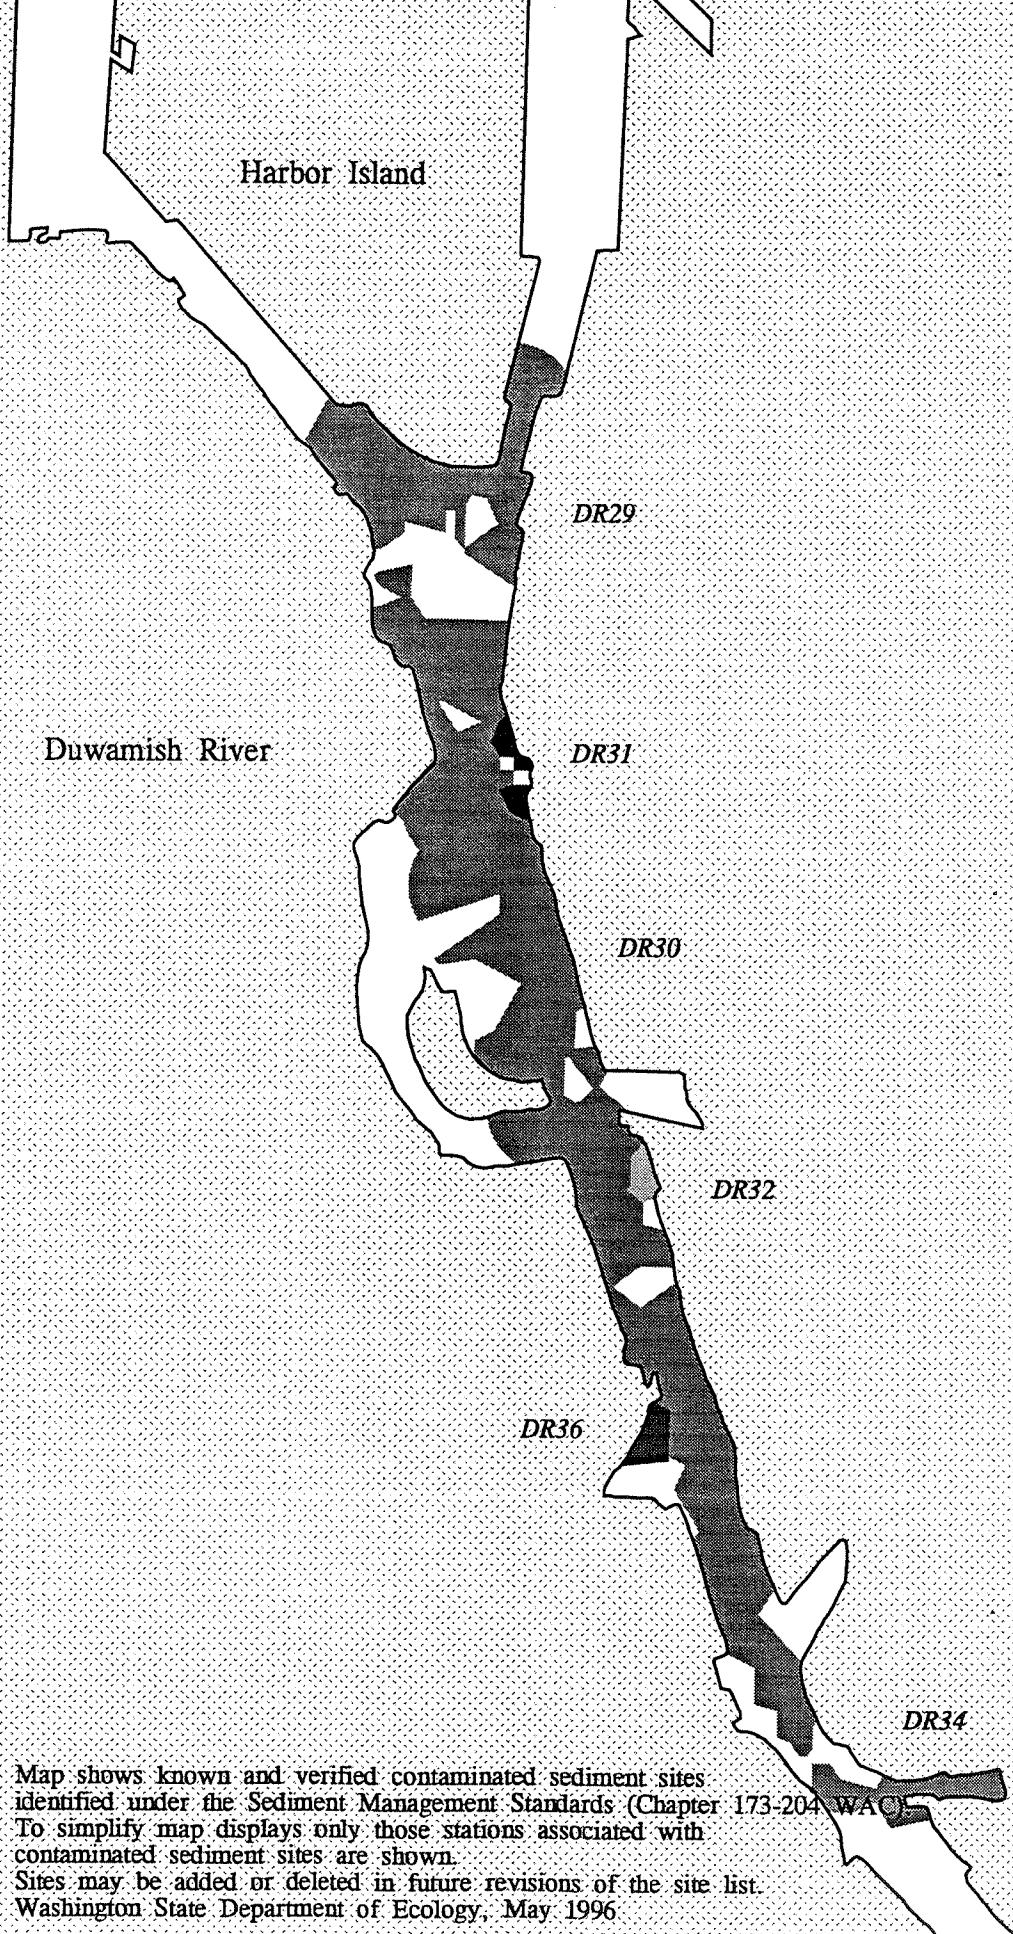 Harbor Island
DR29
Duwamish River
DR31
DR30
DR32
DR36
DR34
Map shows known and verified contaminated sediment sites
identified under the Sediment Management Standards (Chapter 173-204 WAC).
To simplify map displays only those stations associated with
contaminated sediment sites are shown.
Sites may be added or deleted in future revisions of the site list.
Washington State Department of Ecology, May 1996